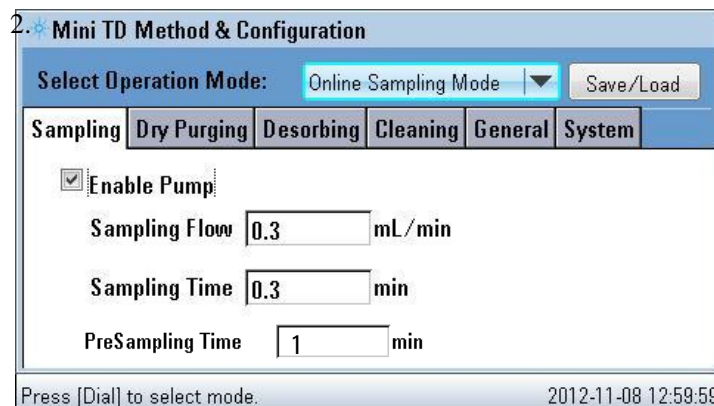 2. Mini TD Method & Configuration
Select Operation Mode: Online Sampling Mode Save/Load
Sampling Dry Purging Desorbing Cleaning General System
Enable Pump
Sampling Flow 0.3 mL/min
Sampling Time 0.3 min
PreSampling Time 1 min
Press [Dial] to select mode. 2012-11-08 12:59:59